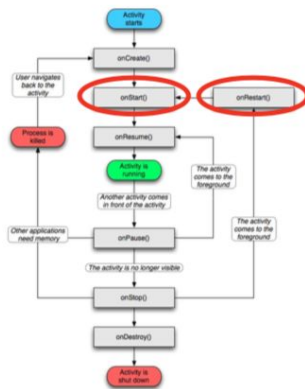 Activity
starts
onCreate()
User navigates
back to the
activity
onStart()
onRestart()
onResume()
Process is
killed
Activity is
running
The activity
comes to the
foreground
Another activity comes
in front of the activity
The activity
comes to the
foreground
Other applications
need memory
onPause()
The activity is no longer visible
onStop()
onDestroy()
Activity is
shut down